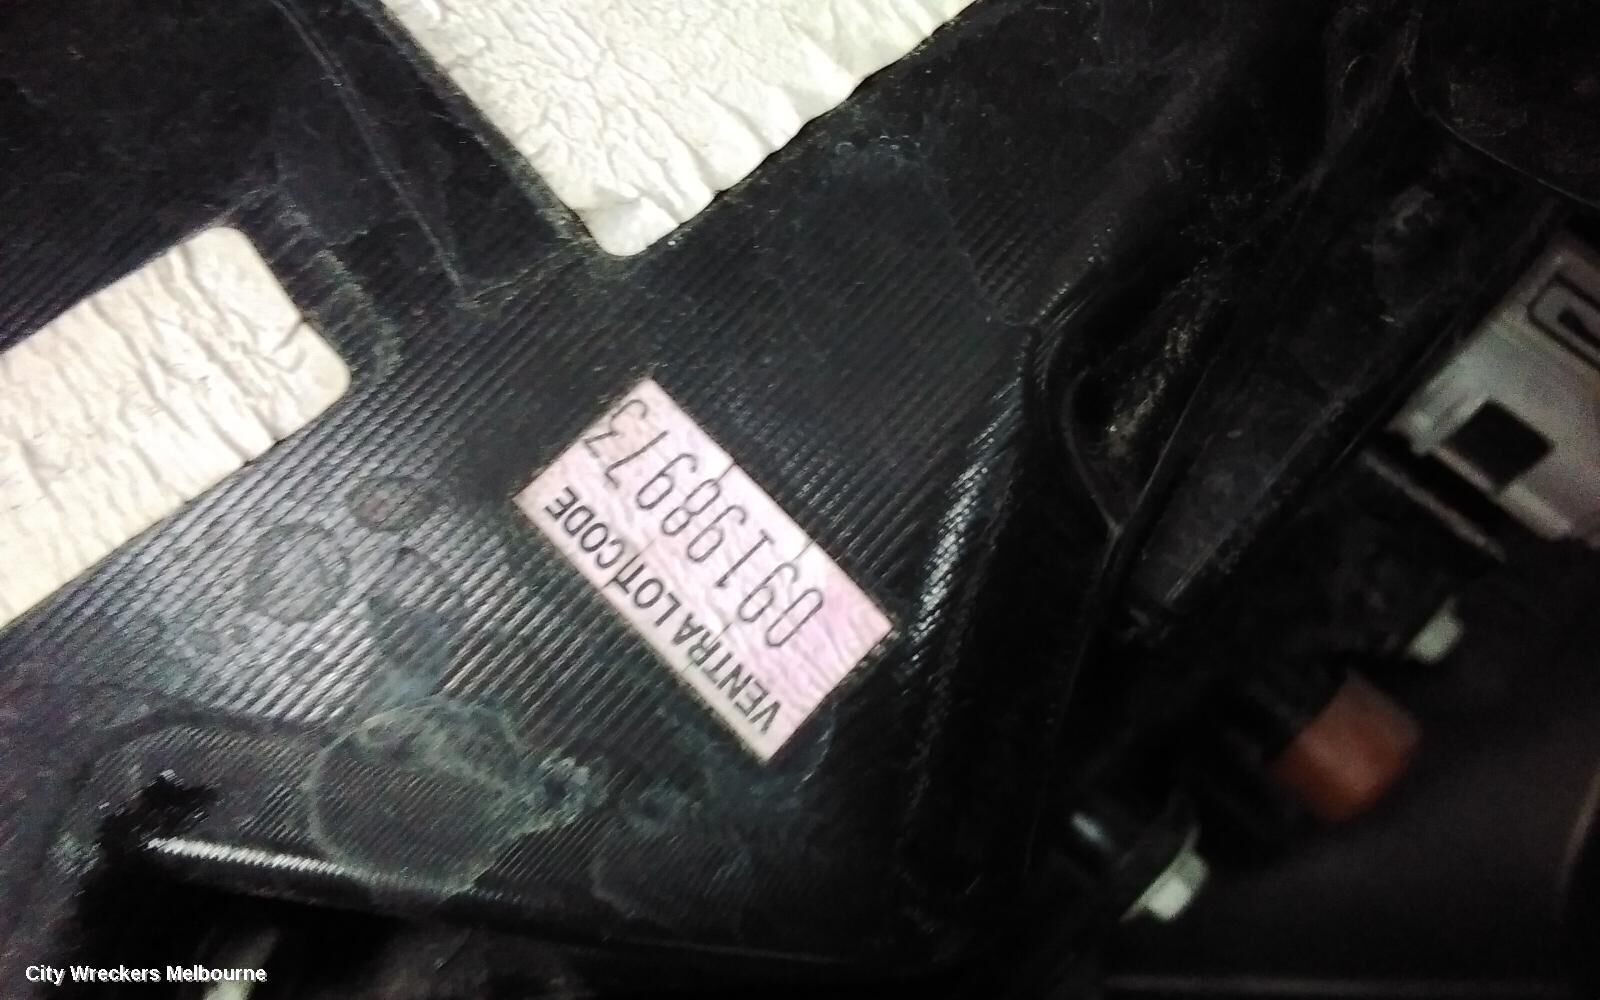 VENTRA LOT CODE
09198973
City Wreckers Melbourne